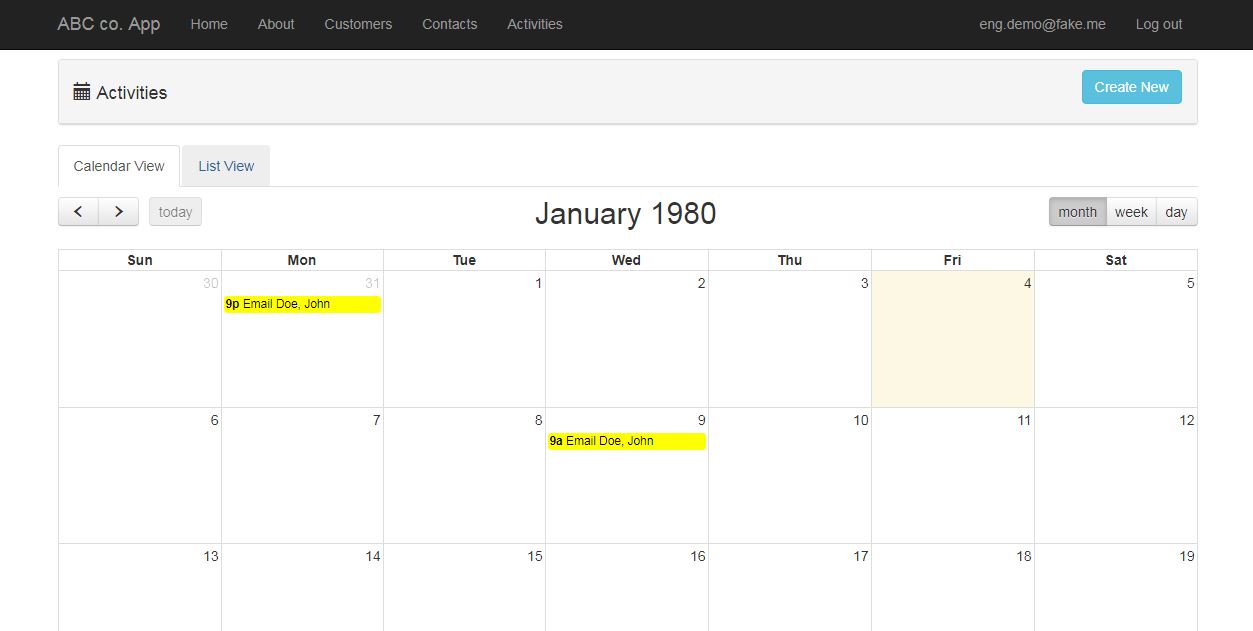 ABC co. App Home About Customers Contacts Activities eng.demo@fake.me Log out
Activities Create New
Calendar View List View
today January 1980 month week day
Sun Mon Tue Wed Thu Fri Sat
30 31 1 2 3 4 5
9p Email Doe, John
6 7 8 9 10 11 12
9a Email Doe, John
13 14 15 16 17 18 19